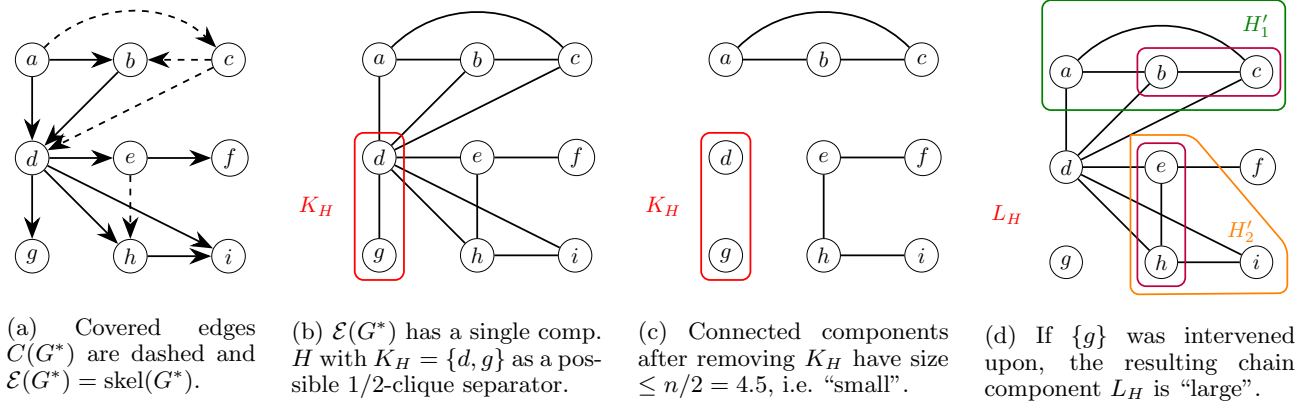 a b c
d e f
g h i
a b c
K_H d e f
g h i
a b c
K_H d e f
g h i
H'_1
a b c
d e f
L_H H'_2
g h i
(a) Covered edges
C(G*) are dashed and
ℰ(G*) = skel(G*).
(b) ℰ(G*) has a single comp.
H with K_H = {d, g} as a pos-
sible 1/2-clique separator.
(c) Connected components
after removing K_H have size
≤ n/2 = 4.5, i.e. “small”.
(d) If {g} was intervened
upon, the resulting chain
component L_H is “large”.